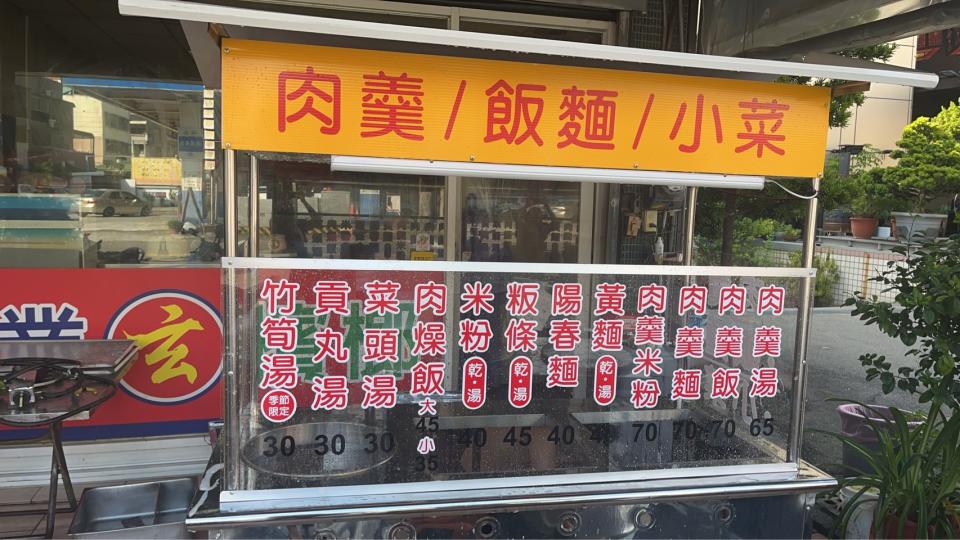 肉羹/飯麵/小菜
肉羹湯 65
肉羹飯 70
肉羹麵 70
肉羹米粉 70
黃麵 乾·湯
陽春麵 40
粄條 乾·湯 45
米粉 乾·湯 40
肉燥飯 大 45 小 35
菜頭湯 30
貢丸湯 30
竹筍湯 季節限定 30
業 玄